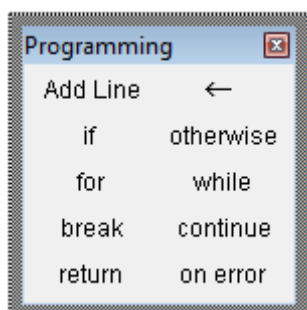 Programming
Add Line ←
if otherwise
for while
break continue
return on error